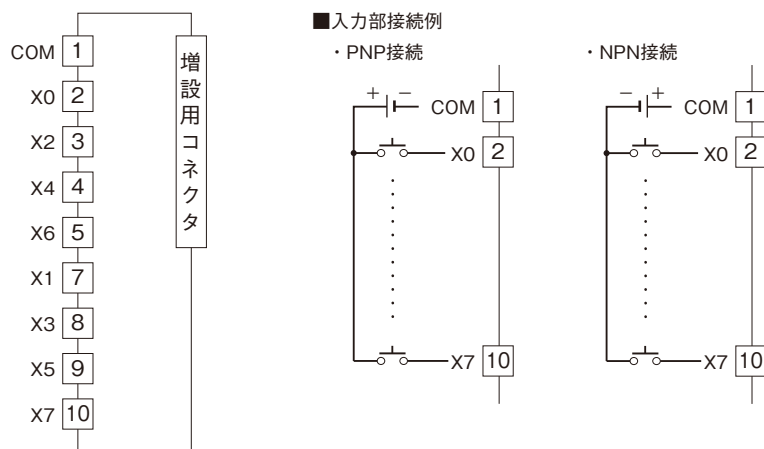 COM 1
X0 2
X2 3
X4 4
X6 5
X1 7
X3 8
X5 9
X7 10
増設用コネクタ
■入力部接続例
・PNP接続
+ −
COM 1
X0 2
X7 10
・NPN接続
− +
COM 1
X0 2
X7 10